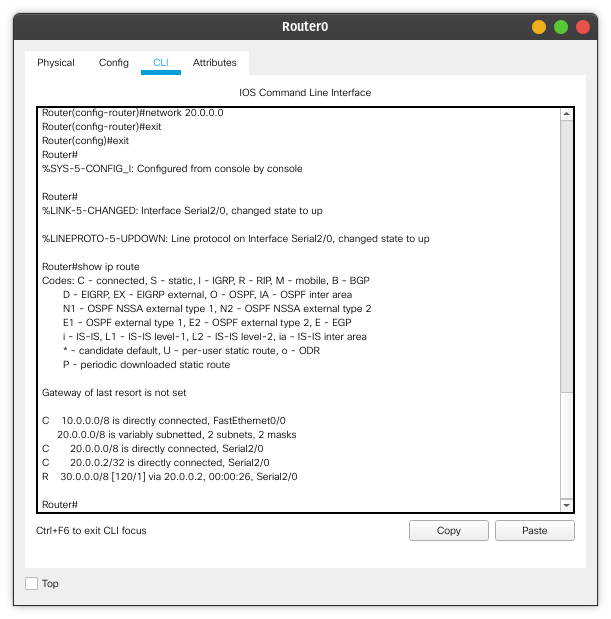 Router0
Physical Config CLI Attributes
IOS Command Line Interface
Router(config-router)#network 20.0.0.0
Router(config-router)#exit
Router(config)#exit
Router#
%SYS-5-CONFIG_I: Configured from console by console
Router#
%LINK-5-CHANGED: Interface Serial2/0, changed state to up
%LINEPROTO-5-UPDOWN: Line protocol on Interface Serial2/0, changed state to up
Router#show ip route
Codes: C - connected, S - static, I - IGRP, R - RIP, M - mobile, B - BGP
D - EIGRP, EX - EIGRP external, O - OSPF, IA - OSPF inter area
N1 - OSPF NSSA external type 1, N2 - OSPF NSSA external type 2
E1 - OSPF external type 1, E2 - OSPF external type 2, E - EGP
i - IS-IS, L1 - IS-IS level-1, L2 - IS-IS level-2, ia - IS-IS inter area
* - candidate default, U - per-user static route, o - ODR
P - periodic downloaded static route
Gateway of last resort is not set
C 10.0.0.0/8 is directly connected, FastEthernet0/0
20.0.0.0/8 is variably subnetted, 2 subnets, 2 masks
C 20.0.0.0/8 is directly connected, Serial2/0
C 20.0.0.2/32 is directly connected, Serial2/0
R 30.0.0.0/8 [120/1] via 20.0.0.2, 00:00:26, Serial2/0
Router#
Ctrl+F6 to exit CLI focus Copy Paste
Top